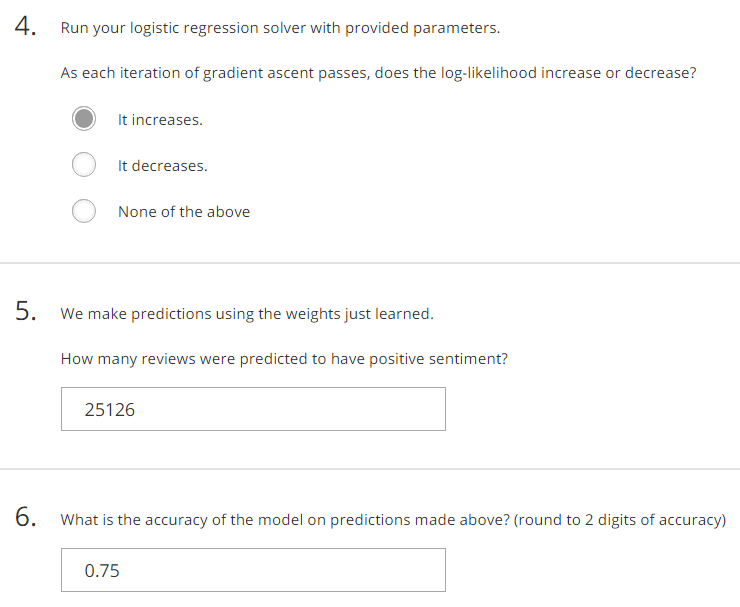 4. Run your logistic regression solver with provided parameters.
As each iteration of gradient ascent passes, does the log-likelihood increase or decrease?
It increases.
It decreases.
None of the above
5. We make predictions using the weights just learned.
How many reviews were predicted to have positive sentiment?
25126
6. What is the accuracy of the model on predictions made above? (round to 2 digits of accuracy)
0.75